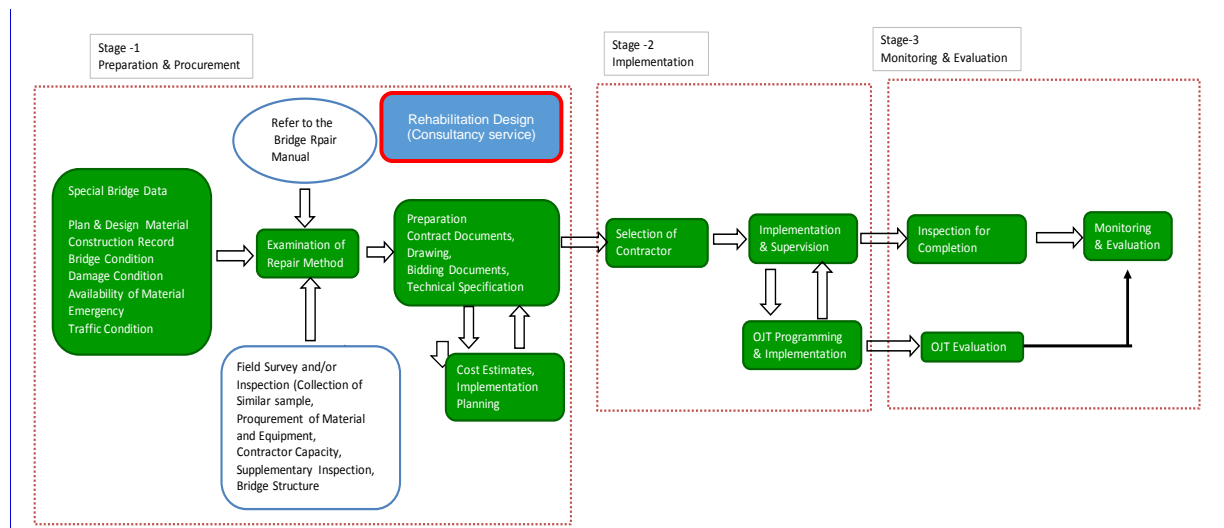 Stage -1
Preparation & Procurement
Stage -2
Implementation
Stage-3
Monitoring & Evaluation
Refer to the
Bridge Rpair
Manual
Rehabilitation Design
(Consultancy service)
Special Bridge Data
Plan & Design Material
Construction Record
Bridge Condition
Damage Condition
Availability of Material
Emergency
Traffic Condition
Examination of
Repair Method
Preparation
Contract Documents,
Drawing,
Bidding Documents,
Technical Specification
Selection of
Contractor
Implementation
& Supervision
Inspection for
Completion
Monitoring
& Evaluation
Field Survey and/or
Inspection (Collection of
Similar sample,
Proqurement of Material
and Equipment,
Contractor Capacity,
Supplementary Inspection,
Bridge Structure
Cost Estimates,
Implementation
Planning
OJT Programming
& Implementation
OJT Evaluation